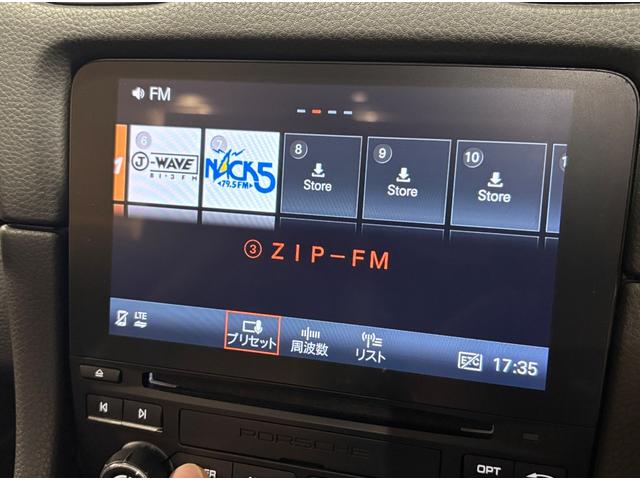 FM
6
J-WAVE
81.3 FM
7
NACK5
79.5 FM
8
Store
9
Store
10
Store
③ ZIP-FM
LTE
プリセット
周波数
リスト
ETC
17:35
PORSCHE
OPT